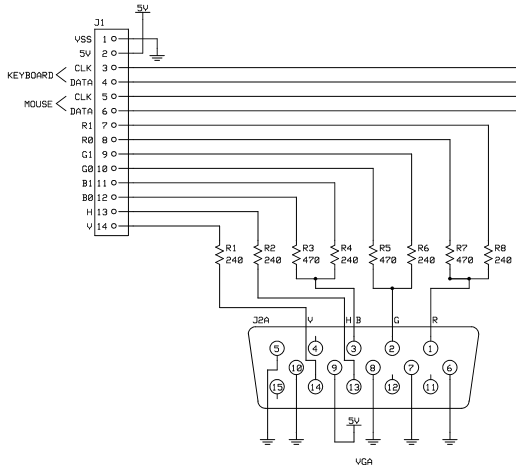 5V
J1
VSS 1
5V 2
KEYBOARD CLK 3
DATA 4
MOUSE CLK 5
DATA 6
R1 7
R0 8
G1 9
G0 10
B1 11
B0 12
H 13
V 14
R1 240
R2 240
R3 470
R4 240
R5 470
R6 240
R7 470
R8 240
J2A V H B G R
5 4 3 2 1
10 9 8 7 6
15 14 13 12 11
5V
VGA